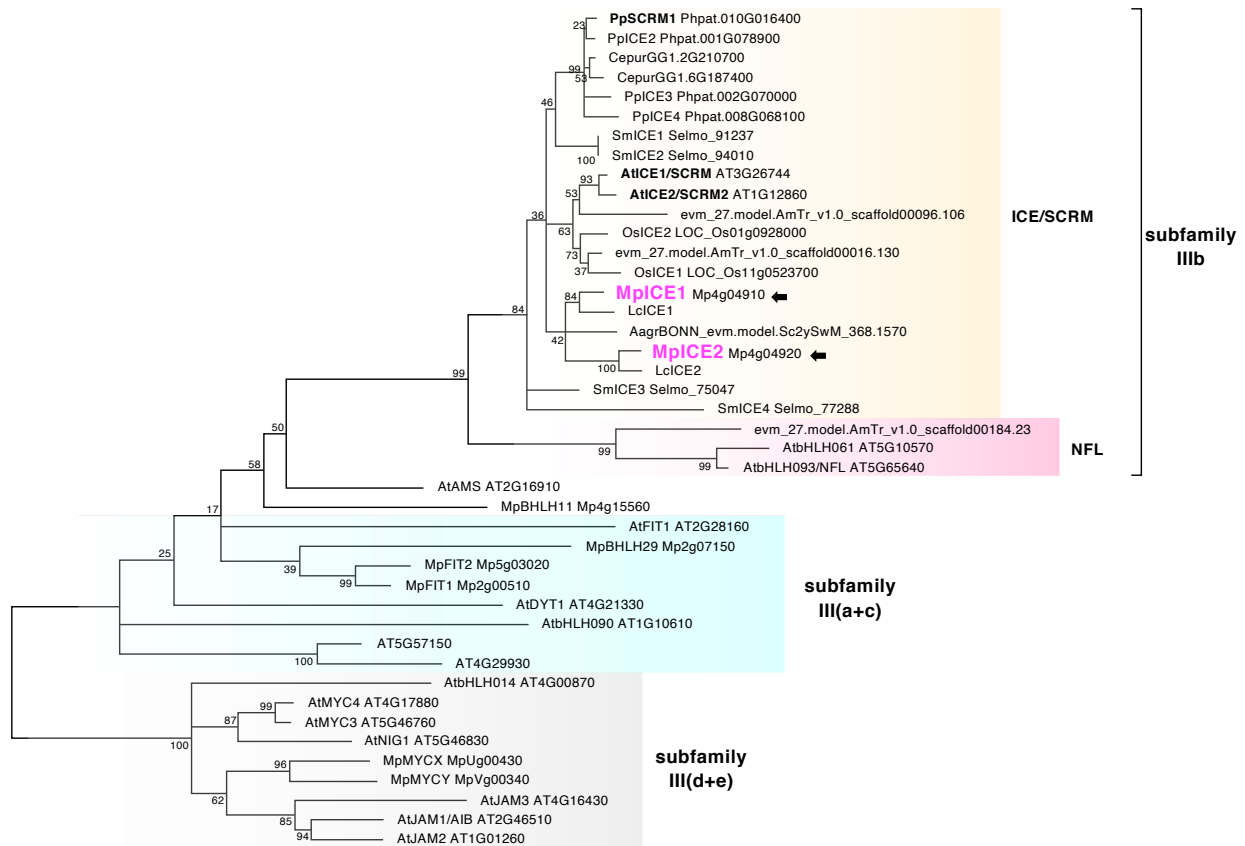 PpSCRM1 Phpat.010G016400
23
PpICE2 Phpat.001G078900
CepurGG1.2G210700
99
53
CepurGG1.6G187400
PpICE3 Phpat.002G070000
46
PpICE4 Phpat.008G068100
SmICE1 Selmo_91237
SmICE2 Selmo_94010
100
AtICE1/SCRM AT3G26744
93
AtICE2/SCRM2 AT1G12860
53
evm_27.model.AmTr_v1.0_scaffold00096.106
36
ICE/SCRM
63
OsICE2 LOC_Os01g0928000
subfamily
IIIb
73
evm_27.model.AmTr_v1.0_scaffold00016.130
37
OsICE1 LOC_Os11g0523700
MpICE1 Mp4g04910
84
LcICE1
84
AagrBONN_evm.model.Sc2ySwM_368.1570
42
MpICE2 Mp4g04920
100
LcICE2
99
SmICE3 Selmo_75047
SmICE4 Selmo_77288
evm_27.model.AmTr_v1.0_scaffold00184.23
50
99
AtbHLH061 AT5G10570
NFL
99
AtbHLH093/NFL AT5G65640
58
AtAMS AT2G16910
MpBHLH11 Mp4g15560
17
AtFIT1 AT2G28160
MpBHLH29 Mp2g07150
25
39
MpFIT2 Mp5g03020
99
MpFIT1 Mp2g00510
subfamily
III(a+c)
AtDYT1 AT4G21330
AtbHLH090 AT1G10610
AT5G57150
100
AT4G29930
AtbHLH014 AT4G00870
99
AtMYC4 AT4G17880
87
AtMYC3 AT5G46760
100
AtNIG1 AT5G46830
subfamily
III(d+e)
96
MpMYCX MpUg00430
MpMYCY MpVg00340
62
AtJAM3 AT4G16430
85
AtJAM1/AIB AT2G46510
94
AtJAM2 AT1G01260